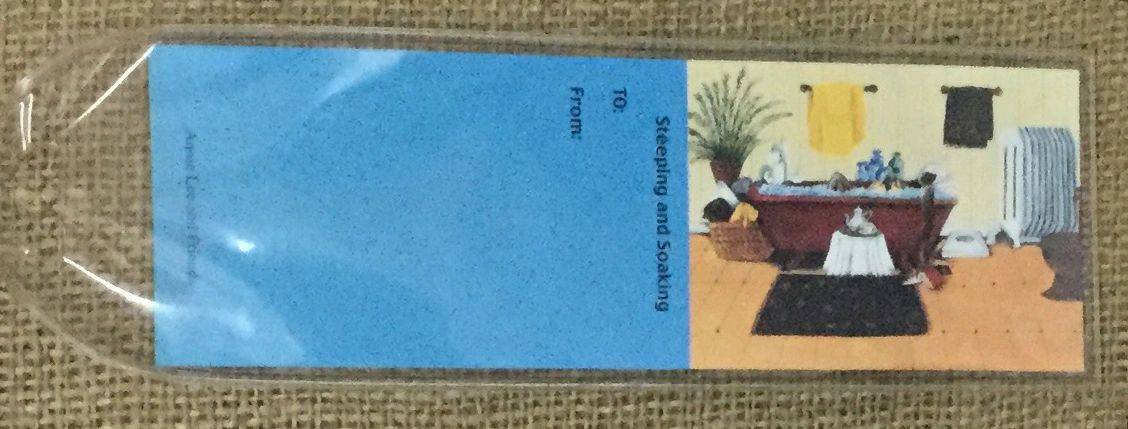 Steeping and Soaking
TO:
From: